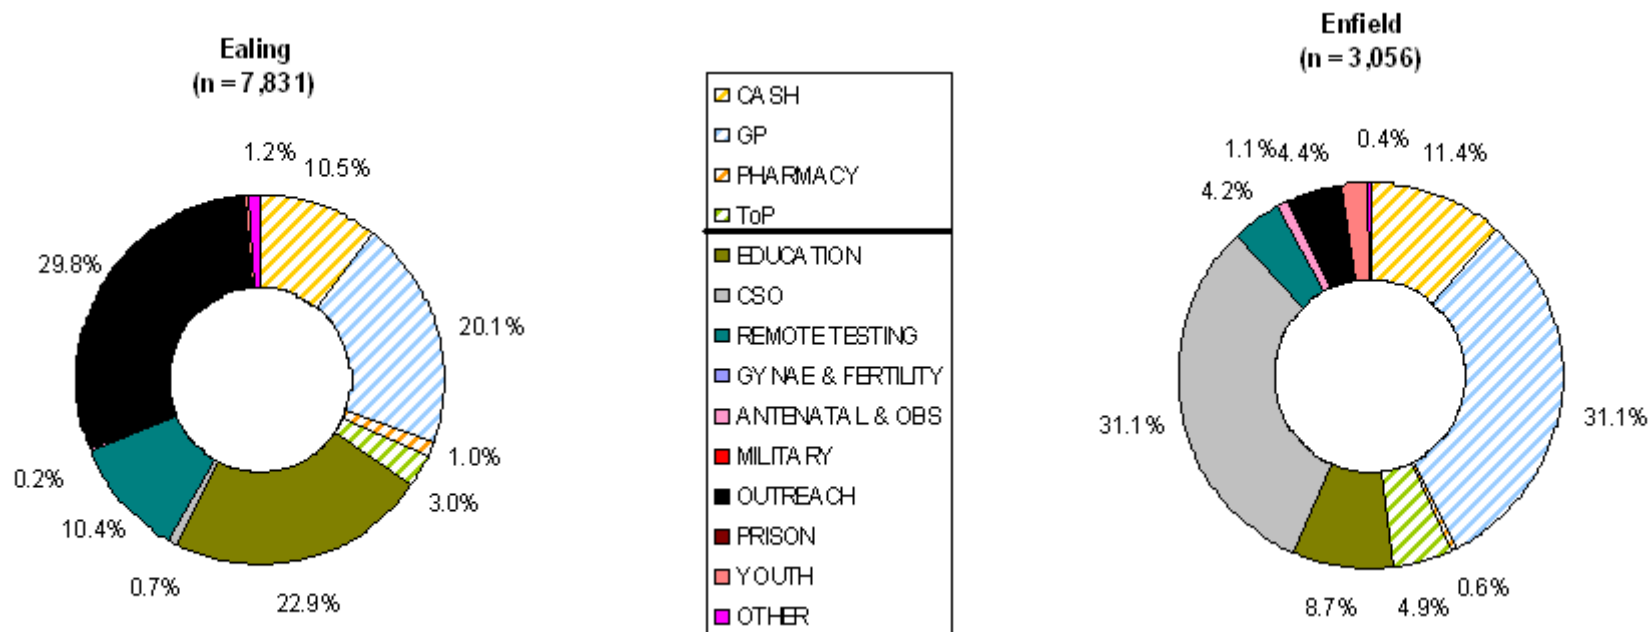 Ealing
(n = 7,831)
1.2%
10.5%
20.1%
1.0%
3.0%
22.9%
0.7%
10.4%
0.2%
29.8%
CASH
GP
PHARMACY
ToP
EDUCATION
CSO
REMOTE TESTING
GYNAE & FERTILITY
ANTENATAL & OBS
MILITARY
OUTREACH
PRISON
YOUTH
OTHER
Enfield
(n = 3,056)
0.4%
11.4%
31.1%
0.6%
4.9%
8.7%
31.1%
4.2%
1.1%
4.4%